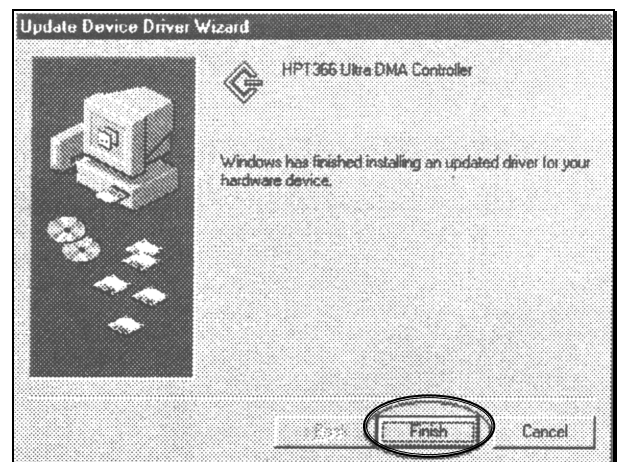 Update Device Driver Wizard
HPT366 Ultra DMA Controller
Windows has finished installing an updated driver for your
hardware device.
< Back Finish Cancel